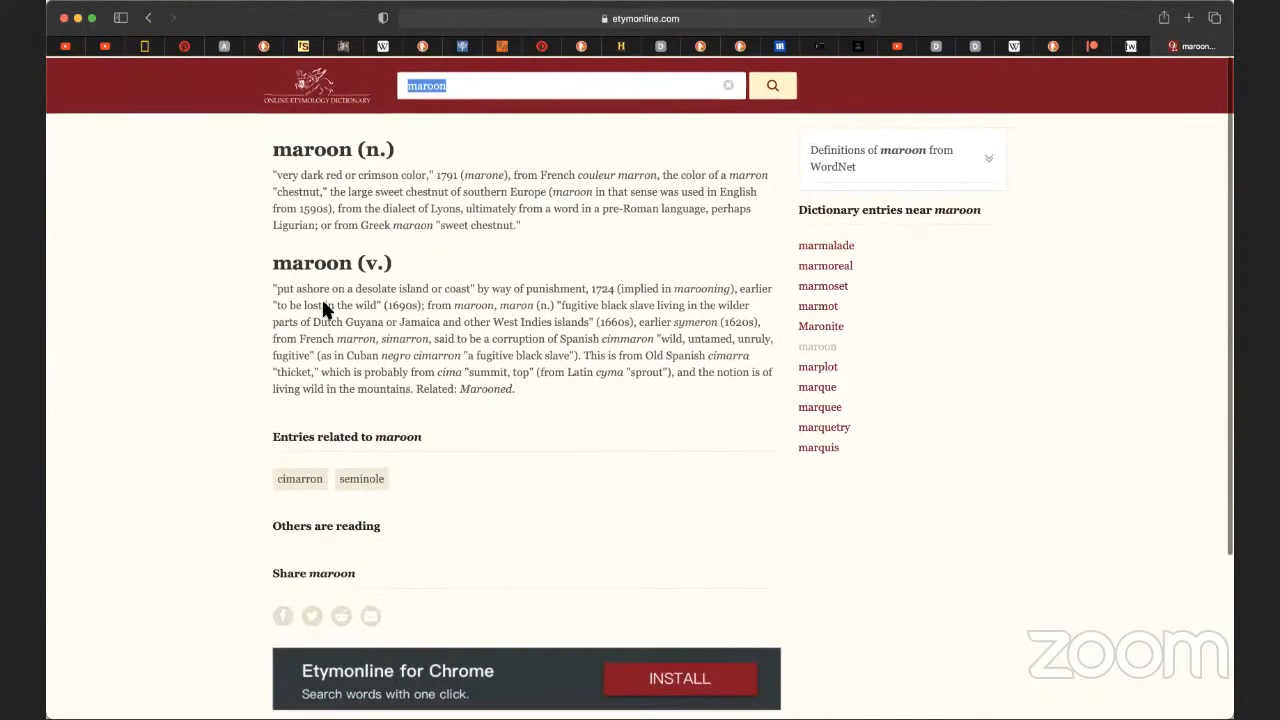 etymonline.com
maroon...
ONLINE ETYMOLOGY DICTIONARY
maroon
maroon (n.)
"very dark red or crimson color," 1791 (marone), from French couleur marron, the color of a marron
"chestnut," the large sweet chestnut of southern Europe (maroon in that sense was used in English
from 1590s), from the dialect of Lyons, ultimately from a word in a pre-Roman language, perhaps
Ligurian; or from Greek maraon "sweet chestnut."
maroon (v.)
"put ashore on a desolate island or coast" by way of punishment, 1724 (implied in marooning), earlier
"to be lost in the wild" (1690s); from maroon, maron (n.) "fugitive black slave living in the wilder
parts of Dutch Guyana or Jamaica and other West Indies islands" (1660s), earlier symeron (1620s),
from French marron, simarron, said to be a corruption of Spanish cimmaron "wild, untamed, unruly,
fugitive" (as in Cuban negro cimarron "a fugitive black slave"). This is from Old Spanish cimarra
"thicket," which is probably from cima "summit, top" (from Latin cyma "sprout"), and the notion is of
living wild in the mountains. Related: Marooned.
Entries related to maroon
cimarron seminole
Others are reading
Share maroon
Etymonline for Chrome
Search words with one click.
INSTALL
Definitions of maroon from
WordNet
Dictionary entries near maroon
marmalade
marmoreal
marmoset
marmot
Maronite
maroon
marplot
marque
marquee
marquetry
marquis
zoom